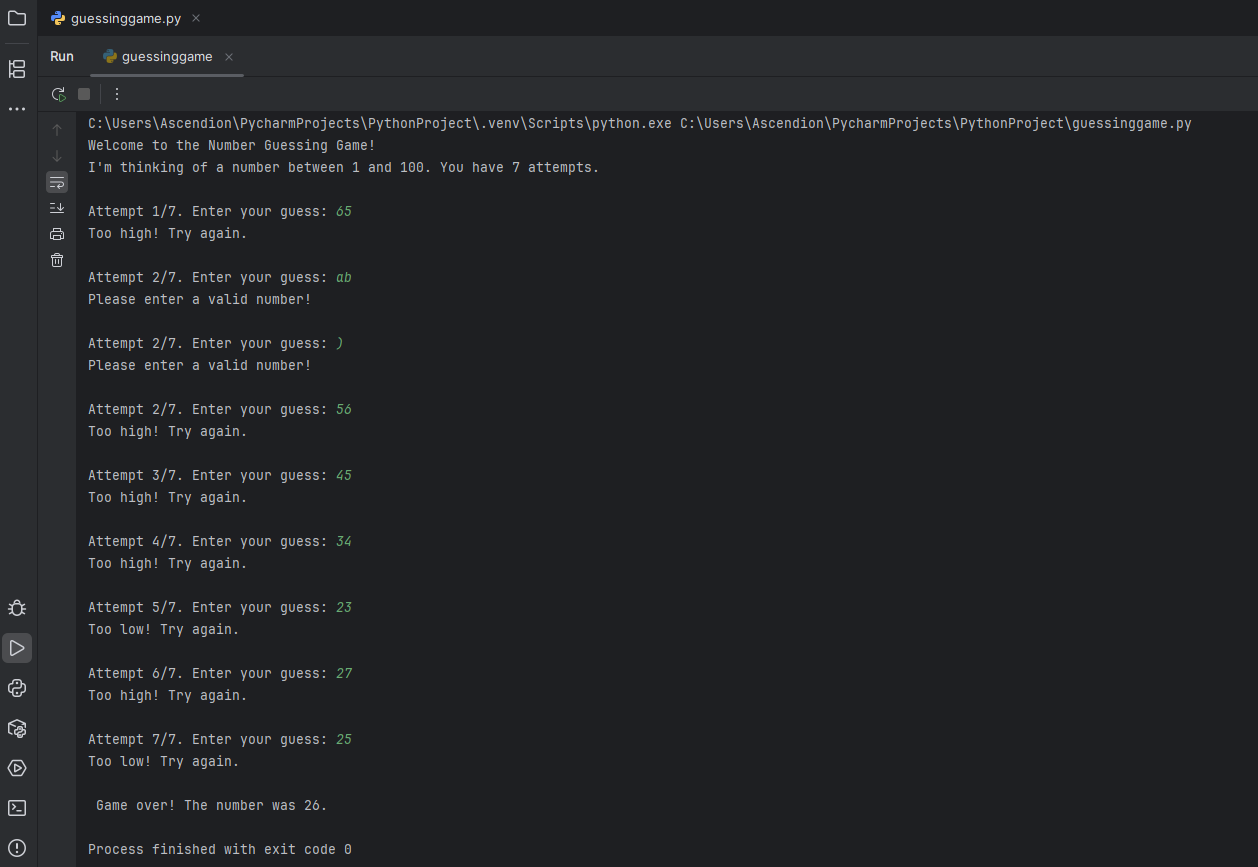 guessinggame.py
Run guessinggame
C:\Users\Ascendion\PycharmProjects\PythonProject\.venv\Scripts\python.exe C:\Users\Ascendion\PycharmProjects\PythonProject\guessinggame.py
Welcome to the Number Guessing Game!
I'm thinking of a number between 1 and 100. You have 7 attempts.
Attempt 1/7. Enter your guess: 65
Too high! Try again.
Attempt 2/7. Enter your guess: ab
Please enter a valid number!
Attempt 2/7. Enter your guess: )
Please enter a valid number!
Attempt 2/7. Enter your guess: 56
Too high! Try again.
Attempt 3/7. Enter your guess: 45
Too high! Try again.
Attempt 4/7. Enter your guess: 34
Too high! Try again.
Attempt 5/7. Enter your guess: 23
Too low! Try again.
Attempt 6/7. Enter your guess: 27
Too high! Try again.
Attempt 7/7. Enter your guess: 25
Too low! Try again.
Game over! The number was 26.
Process finished with exit code 0